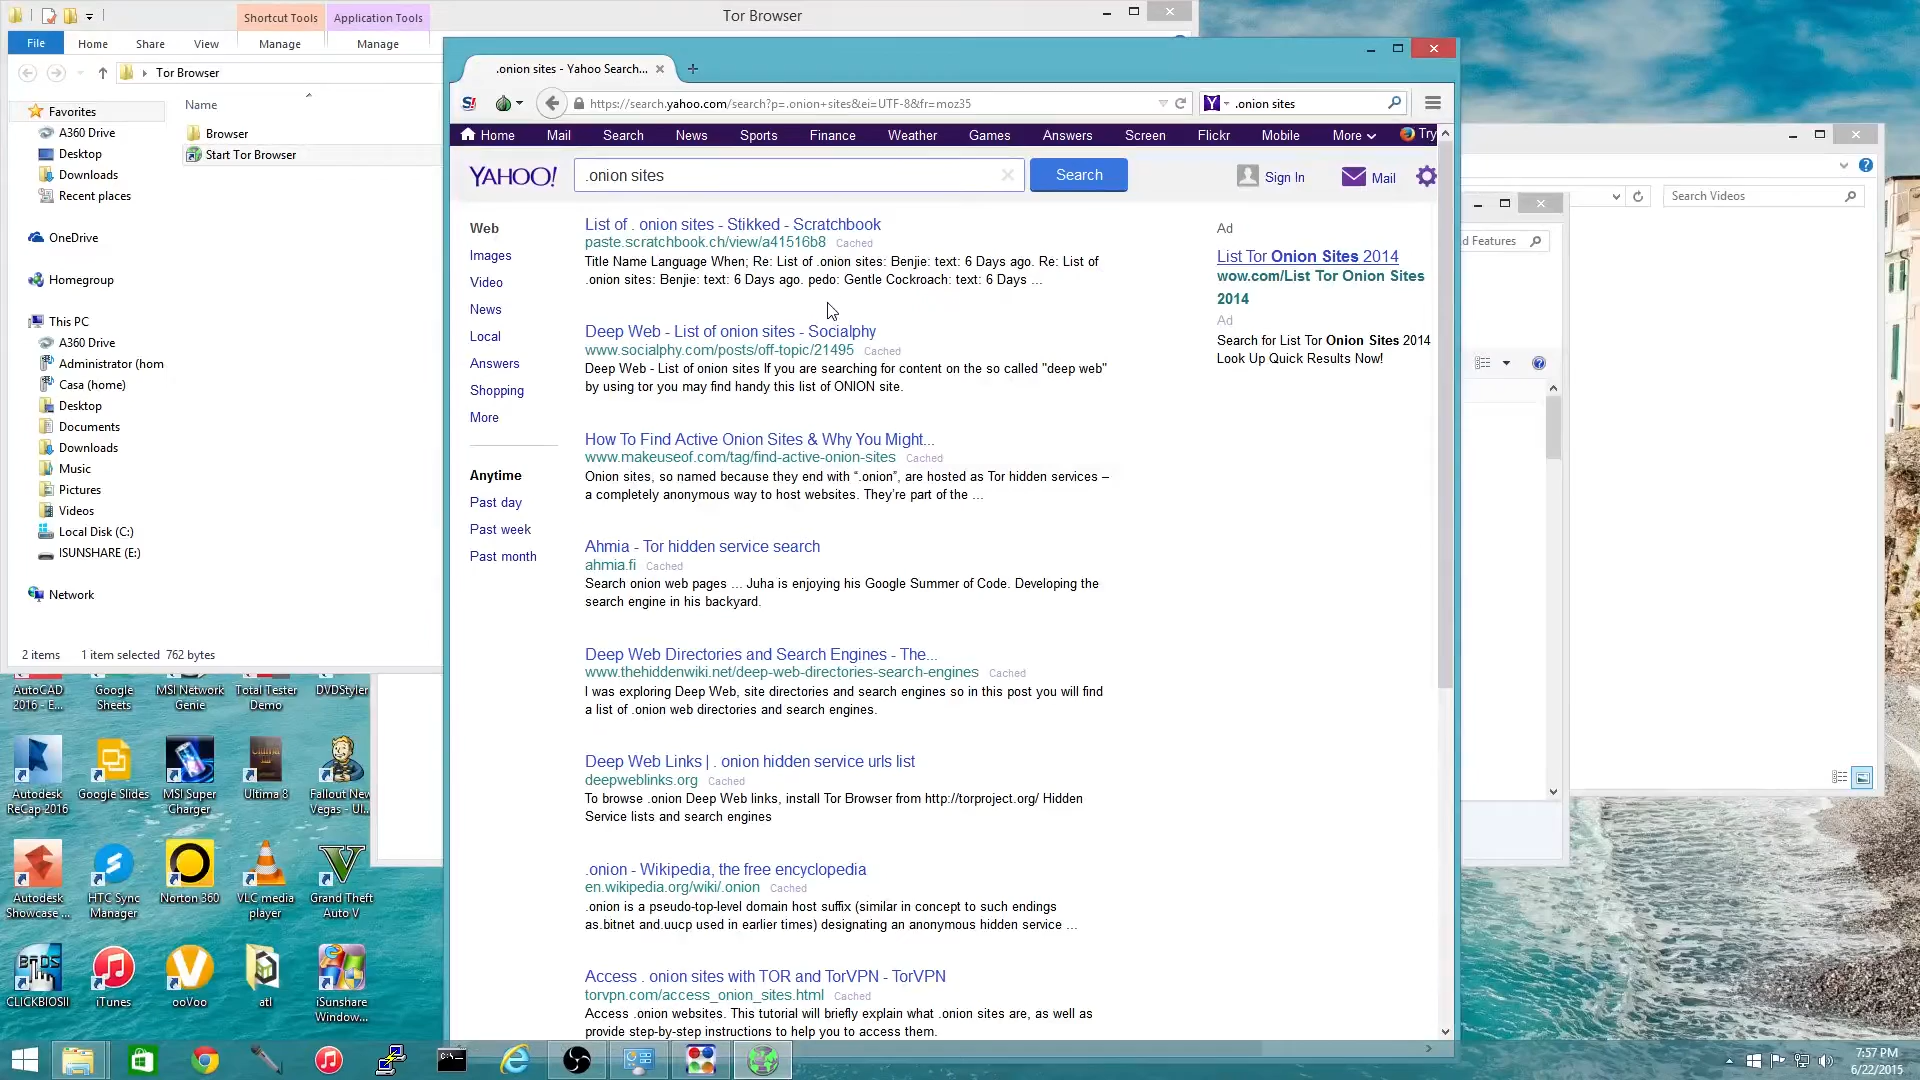 Shortcut Tools
Application Tools
Tor Browser
File
Home
Share
View
Manage
Manage
Tor Browser
Favorites
A360 Drive
Desktop
Downloads
Recent places
OneDrive
Homegroup
This PC
A360 Drive
Administrator (hom
Casa (home)
Desktop
Documents
Downloads
Music
Pictures
Videos
Local Disk (C:)
ISUNSHARE (E:)
Network
Name
Browser
Start Tor Browser
2 items
1 item selected 762 bytes
.onion sites - Yahoo Search...
https://search.yahoo.com/search?p=.onion+sites&ei=UTF-8&fr=moz35
.onion sites
Home
Mail
Search
News
Sports
Finance
Weather
Games
Answers
Screen
Flickr
Mobile
More
Try
YAHOO!
.onion sites
Search
Sign In
Mail
Web
Images
Video
News
Local
Answers
Shopping
More
Anytime
Past day
Past week
Past month
List of . onion sites - Stikked - Scratchbook
paste.scratchbook.ch/view/a41516b8 Cached
Title Name Language When; Re: List of .onion sites: Benjie: text: 6 Days ago. Re: List of
.onion sites: Benjie: text: 6 Days ago. pedo: Gentle Cockroach: text: 6 Days ...
Deep Web - List of onion sites - Socialphy
www.socialphy.com/posts/off-topic/21495 Cached
Deep Web - List of onion sites If you are searching for content on the so called "deep web"
by using tor you may find handy this list of ONION site.
How To Find Active Onion Sites & Why You Might...
www.makeuseof.com/tag/find-active-onion-sites Cached
Onion sites, so named because they end with “.onion”, are hosted as Tor hidden services –
a completely anonymous way to host websites. They’re part of the ...
Ahmia - Tor hidden service search
ahmia.fi Cached
Search onion web pages ... Juha is enjoying his Google Summer of Code. Developing the
search engine in his backyard.
Deep Web Directories and Search Engines - The...
www.thehiddenwiki.net/deep-web-directories-search-engines Cached
I was exploring Deep Web, site directories and search engines so in this post you will find
a list of .onion web directories and search engines.
Deep Web Links | . onion hidden service urls list
deepweblinks.org Cached
To browse .onion Deep Web links, install Tor Browser from http://torproject.org/ Hidden
Service lists and search engines
.onion - Wikipedia, the free encyclopedia
en.wikipedia.org/wiki/.onion Cached
.onion is a pseudo-top-level domain host suffix (similar in concept to such endings
as.bitnet and.uucp used in earlier times) designating an anonymous hidden service ...
Access . onion sites with TOR and TorVPN - TorVPN
torvpn.com/access_onion_sites.html Cached
Access .onion websites. This tutorial will briefly explain what .onion sites are, as well as
provide step-by-step instructions to help you to access them.
Ad
List Tor Onion Sites 2014
wow.com/List Tor Onion Sites
2014
Ad
Search for List Tor Onion Sites 2014
Look Up Quick Results Now!
Search Videos
d Features
AutoCAD
2016 - E...
Google
Sheets
MSI Network
Genie
Total Tester
Demo
DVDStyler
Autodesk
ReCap 2016
Google Slides
MSI Super
Charger
Ultima 8
Fallout New
Vegas - Ul...
Autodesk
Showcase ...
HTC Sync
Manager
Norton 360
VLC media
player
Grand Theft
Auto V
CLICKBIOSII
iTunes
ooVoo
atl
iSunshare
Window...
7:57 PM
6/22/2015